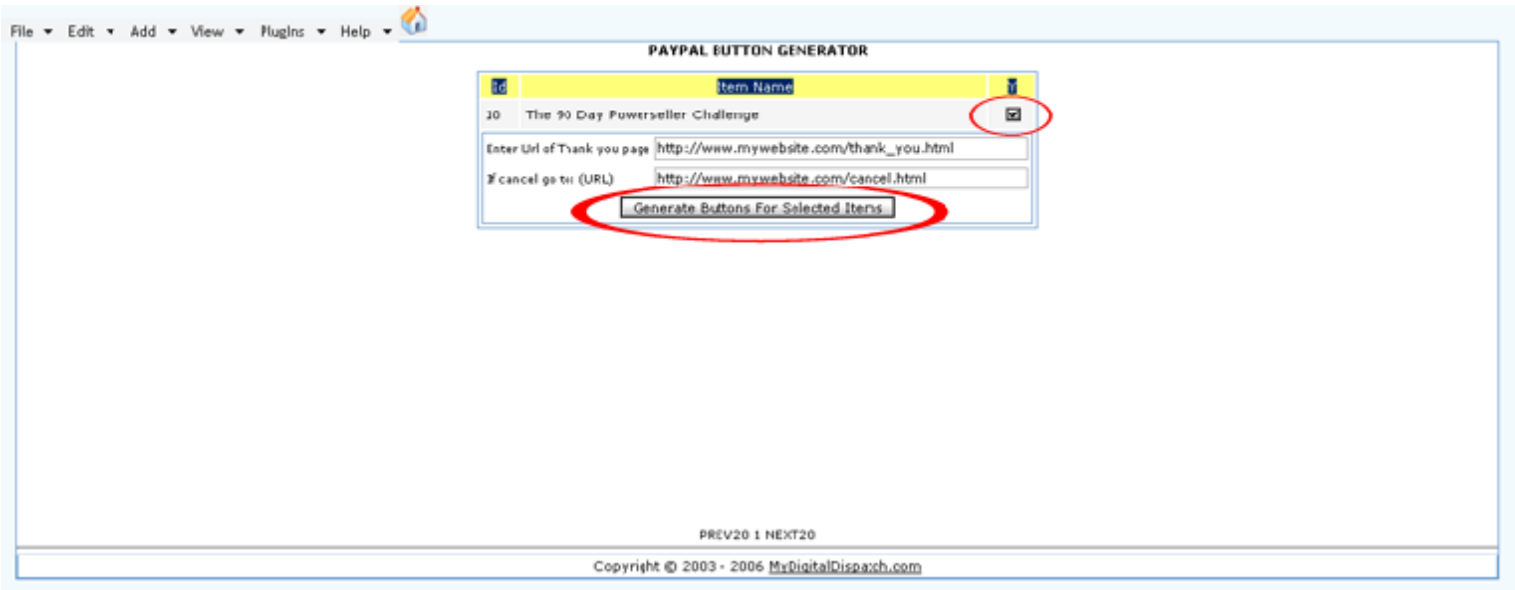 File Edit Add View PlugIns Help
PAYPAL BUTTON GENERATOR
Id Item Name Y
10 The 90 Day Powerseller Challenge
Enter Url of Thank you page http://www.mywebsite.com/thank_you.html
If cancel go to: (URL) http://www.mywebsite.com/cancel.html
Generate Buttons For Selected Items
PREV20 1 NEXT20
Copyright © 2003 - 2006 MyDigitalDispatch.com